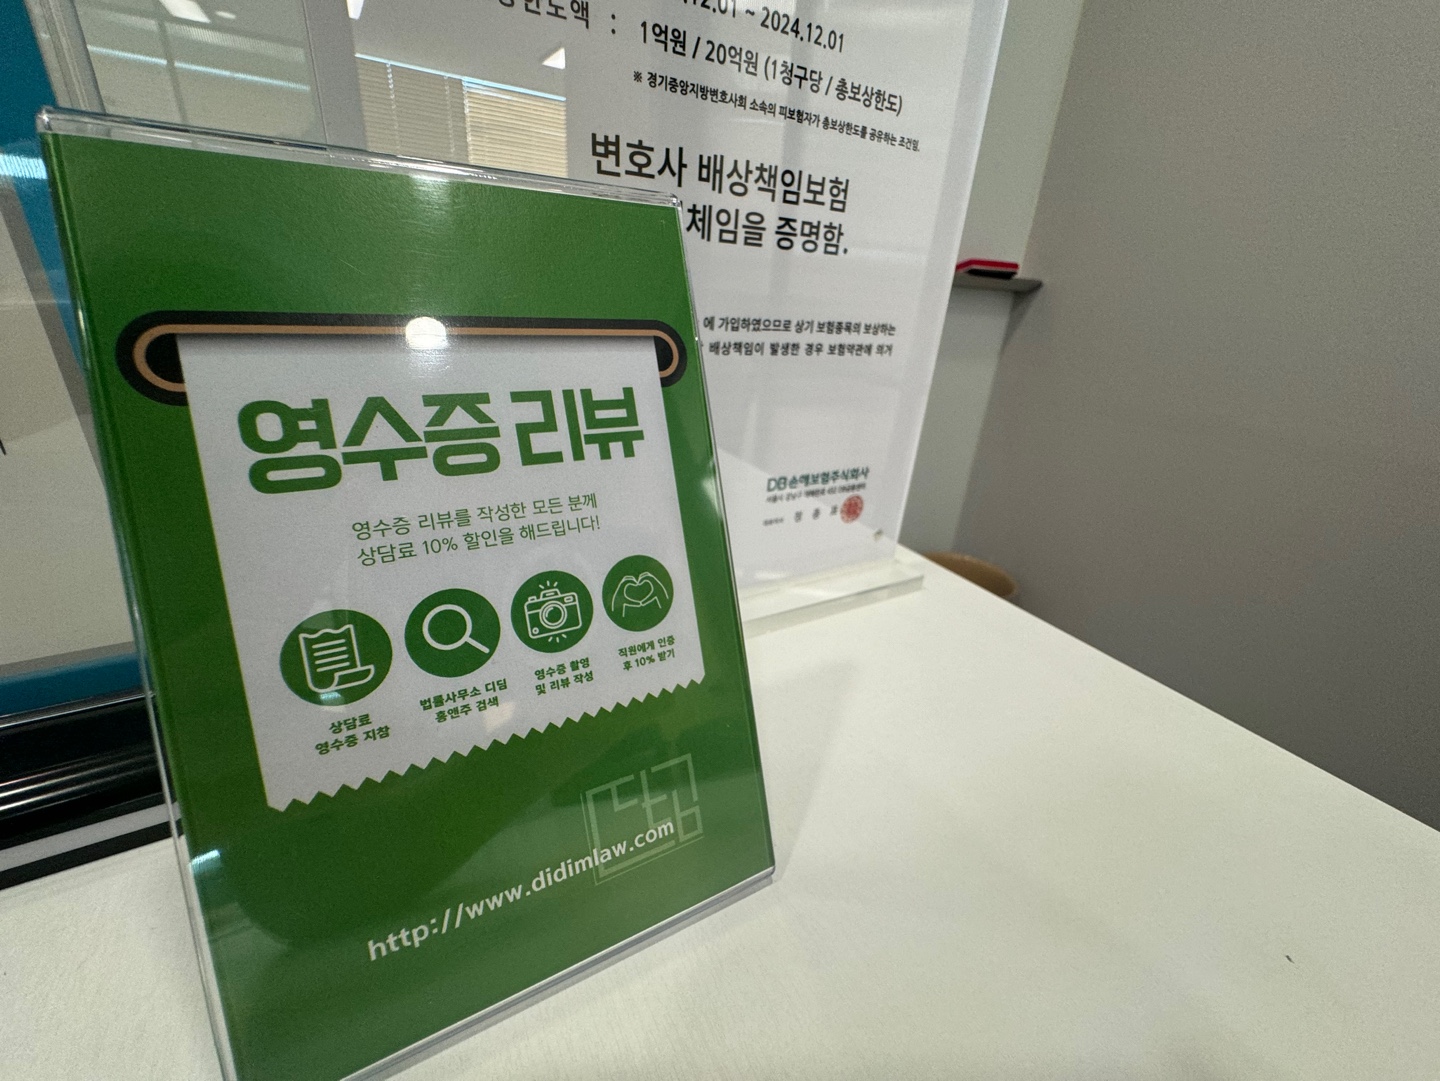 영수증 리뷰
영수증 리뷰를 작성한 모든 분께
상담료 10% 할인을 해드립니다!
상담료
영수증 지참
법률사무소 디딤
홍앤주 검색
영수증 촬영
및 리뷰 작성
직원에게 인증
후 10% 받기
http://www.didimlaw.com
12.01 ~ 2024.12.01
: 1억원 / 20억원 (1청구당 / 총보상한도)
※ 경기중앙지방변호사회 소속의 피보험자가 총보상한도를 공유하는 조건임.
변호사 배상책임보험
체임을 증명함.
에 가입하였으므로 상기 보험종목의 보상하는
배상책임이 발생한 경우 보험약관에 의거
DB손해보험주식회사